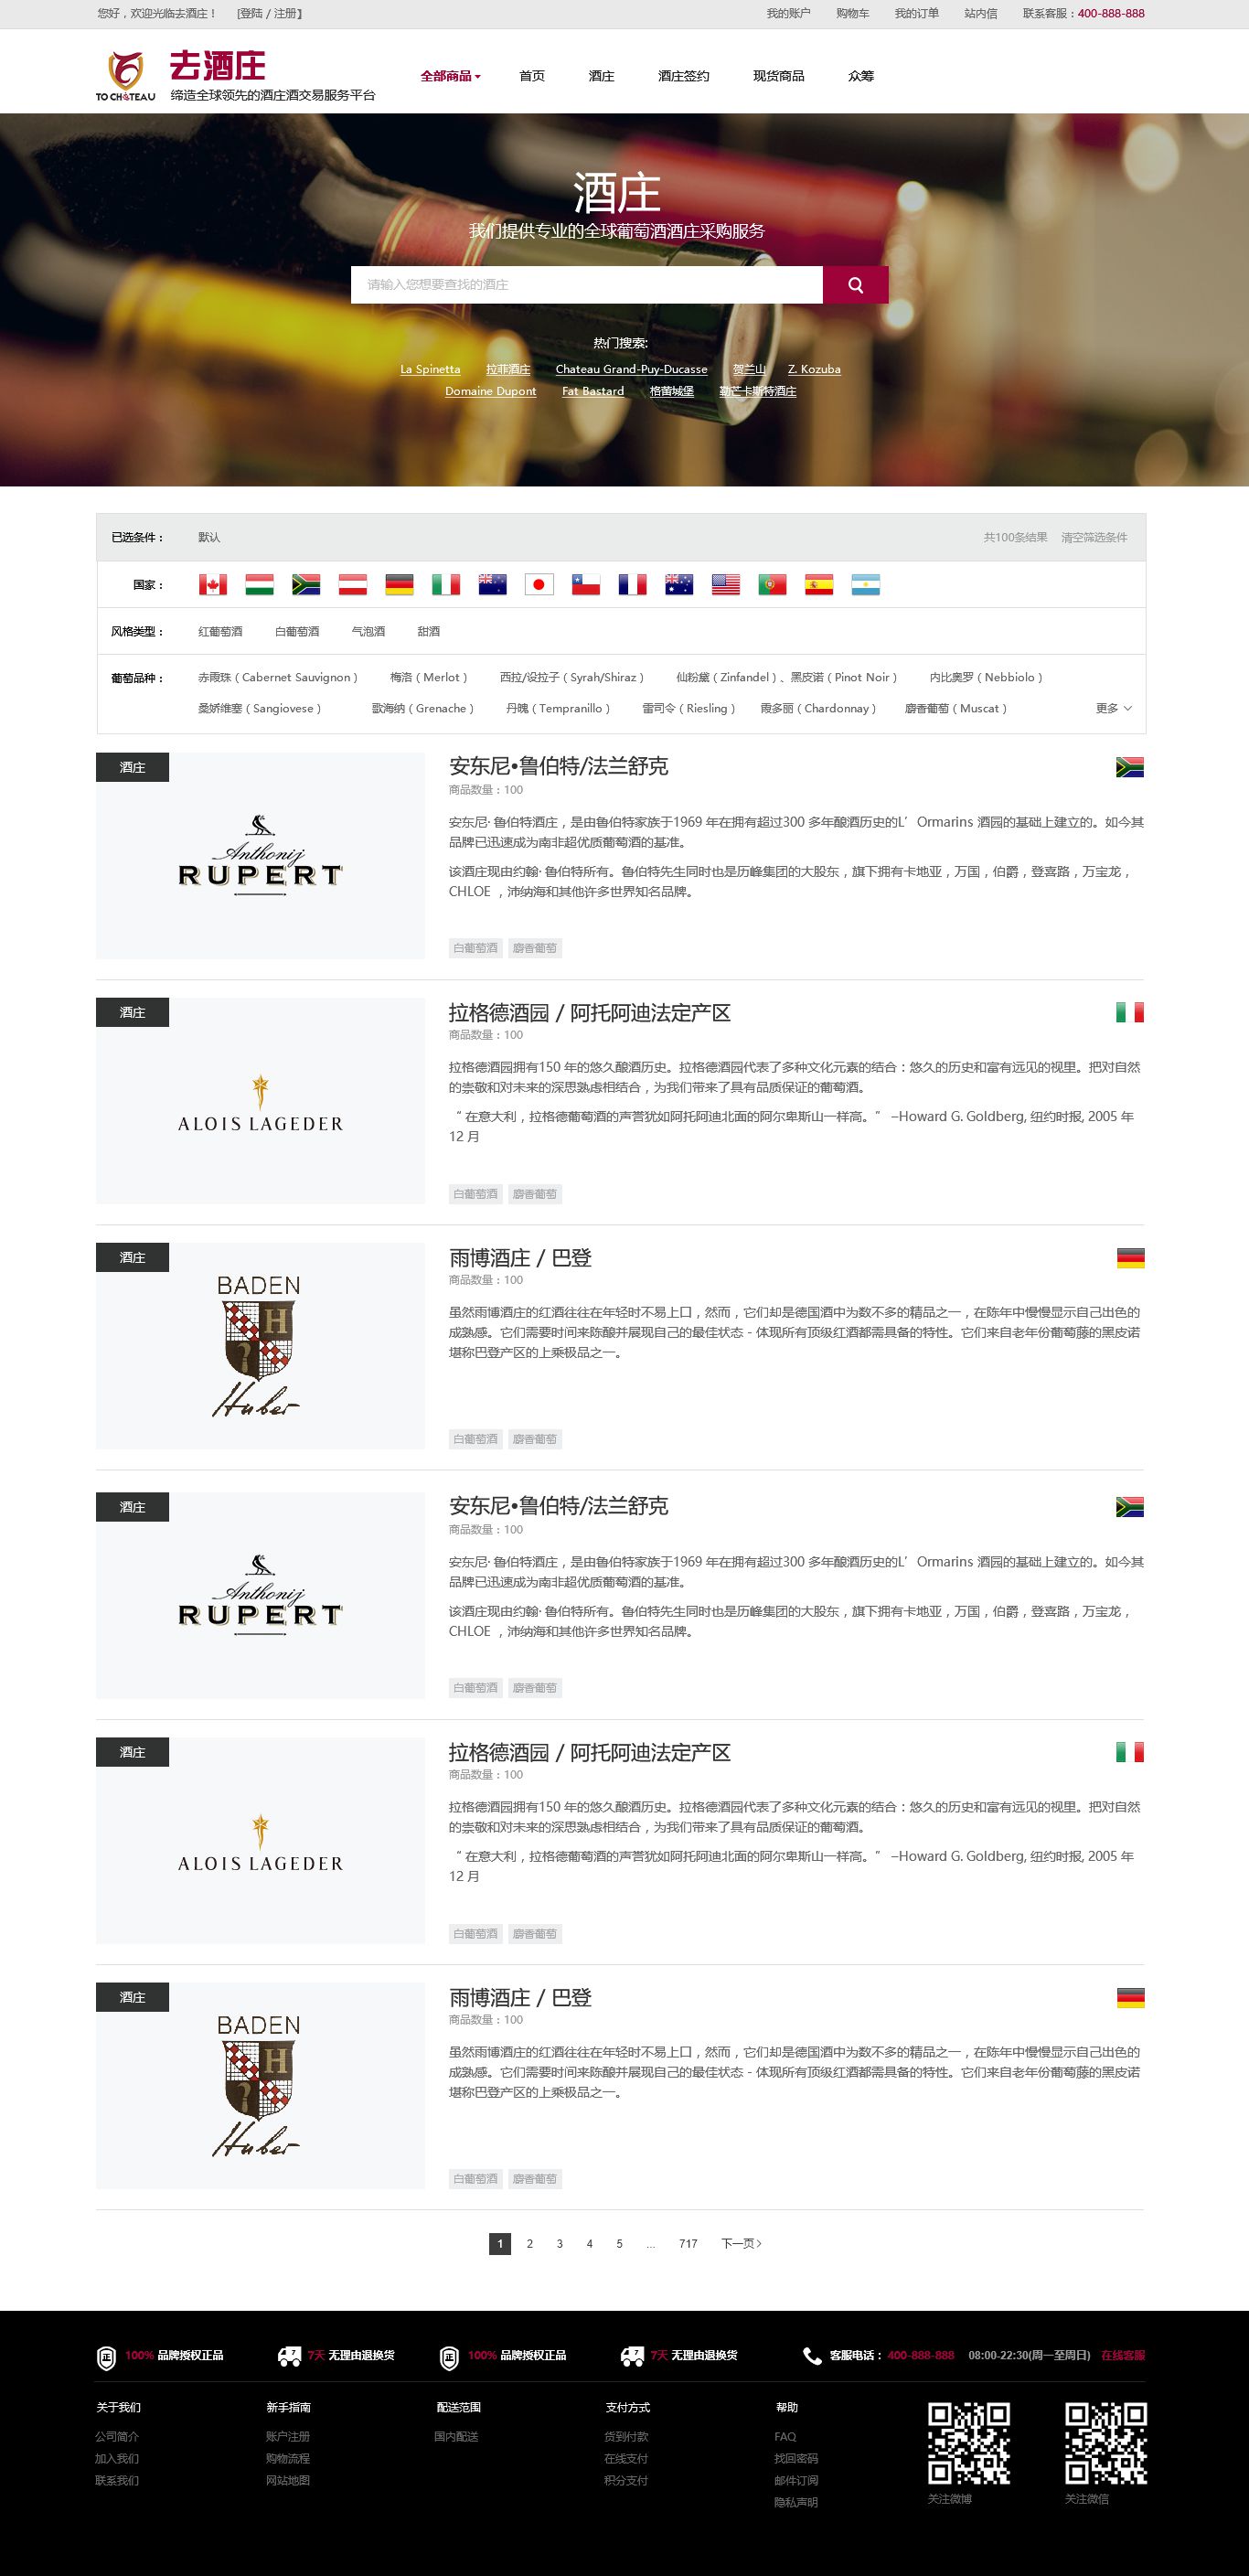 您好，欢迎光临去酒庄！ [登陆 / 注册】 我的账户 购物车 我的订单 站内信 联系客服：400-888-888
去酒庄
TO CHATEAU 缔造全球领先的酒庄酒交易服务平台
全部商品 首页 酒庄 酒庄签约 现货商品 众筹
酒庄
我们提供专业的全球葡萄酒酒庄采购服务
请输入您想要查找的酒庄
热门搜索:
La Spinetta 拉菲酒庄 Chateau Grand-Puy-Ducasse 贺兰山 Z. Kozuba
Domaine Dupont Fat Bastard 格茵城堡 勒芒卡斯特酒庄
已选条件： 默认 共100条结果 清空筛选条件
国家：
风格类型： 红葡萄酒 白葡萄酒 气泡酒 甜酒
葡萄品种： 赤霞珠 ( Cabernet Sauvignon ) 梅洛 ( Merlot ) 西拉/设拉子 ( Syrah/Shiraz ) 仙粉黛 ( Zinfandel ) 、黑皮诺 ( Pinot Noir ) 内比奥罗 ( Nebbiolo )
桑娇维塞 ( Sangiovese ) 歌海纳 ( Grenache ) 丹魄 ( Tempranillo ) 雷司令 ( Riesling ) 霞多丽 ( Chardonnay ) 麝香葡萄 ( Muscat ) 更多
酒庄
Anthonij
RUPERT
安东尼•鲁伯特/法兰舒克
商品数量：100
安东尼· 鲁伯特酒庄，是由鲁伯特家族于1969 年在拥有超过300 多年酿酒历史的L’Ormarins 酒园的基础上建立的。如今其
品牌已迅速成为南非超优质葡萄酒的基准。
该酒庄现由约翰· 鲁伯特所有。鲁伯特先生同时也是历峰集团的大股东，旗下拥有卡地亚，万国，伯爵，登喜路，万宝龙，
CHLOE ，沛纳海和其他许多世界知名品牌。
白葡萄酒 麝香葡萄
酒庄
ALOIS LAGEDER
拉格德酒园 / 阿托阿迪法定产区
商品数量：100
拉格德酒园拥有150 年的悠久酿酒历史。拉格德酒园代表了多种文化元素的结合：悠久的历史和富有远见的视里。把对自然
的崇敬和对未来的深思熟虑相结合，为我们带来了具有品质保证的葡萄酒。
“ 在意大利，拉格德葡萄酒的声誉犹如阿托阿迪北面的阿尔卑斯山一样高。” –Howard G. Goldberg, 纽约时报, 2005 年
12 月
白葡萄酒 麝香葡萄
酒庄
BADEN
H
Huber
雨博酒庄 / 巴登
商品数量：100
虽然雨博酒庄的红酒往往在年轻时不易上口，然而，它们却是德国酒中为数不多的精品之一，在陈年中慢慢显示自己出色的
成熟感。它们需要时间来陈酿并展现自己的最佳状态 - 体现所有顶级红酒都需具备的特性。它们来自老年份葡萄藤的黑皮诺
堪称巴登产区的上乘极品之一。
白葡萄酒 麝香葡萄
酒庄
Anthonij
RUPERT
安东尼•鲁伯特/法兰舒克
商品数量：100
安东尼· 鲁伯特酒庄，是由鲁伯特家族于1969 年在拥有超过300 多年酿酒历史的L’Ormarins 酒园的基础上建立的。如今其
品牌已迅速成为南非超优质葡萄酒的基准。
该酒庄现由约翰· 鲁伯特所有。鲁伯特先生同时也是历峰集团的大股东，旗下拥有卡地亚，万国，伯爵，登喜路，万宝龙，
CHLOE ，沛纳海和其他许多世界知名品牌。
白葡萄酒 麝香葡萄
酒庄
ALOIS LAGEDER
拉格德酒园 / 阿托阿迪法定产区
商品数量：100
拉格德酒园拥有150 年的悠久酿酒历史。拉格德酒园代表了多种文化元素的结合：悠久的历史和富有远见的视里。把对自然
的崇敬和对未来的深思熟虑相结合，为我们带来了具有品质保证的葡萄酒。
“ 在意大利，拉格德葡萄酒的声誉犹如阿托阿迪北面的阿尔卑斯山一样高。” –Howard G. Goldberg, 纽约时报, 2005 年
12 月
白葡萄酒 麝香葡萄
酒庄
BADEN
H
Huber
雨博酒庄 / 巴登
商品数量：100
虽然雨博酒庄的红酒往往在年轻时不易上口，然而，它们却是德国酒中为数不多的精品之一，在陈年中慢慢显示自己出色的
成熟感。它们需要时间来陈酿并展现自己的最佳状态 - 体现所有顶级红酒都需具备的特性。它们来自老年份葡萄藤的黑皮诺
堪称巴登产区的上乘极品之一。
白葡萄酒 麝香葡萄
1 2 3 4 5 ... 717 下一页
正 100% 品牌授权正品 7 7天 无理由退换货 正 100% 品牌授权正品 7 7天 无理由退换货 客服电话： 400-888-888 08:00-22:30(周一至周日) 在线客服
关于我们 新手指南 配送范围 支付方式 帮助
公司简介 账户注册 国内配送 货到付款 FAQ
加入我们 购物流程 在线支付 找回密码
联系我们 网站地图 积分支付 邮件订阅
关注微博 关注微信
隐私声明